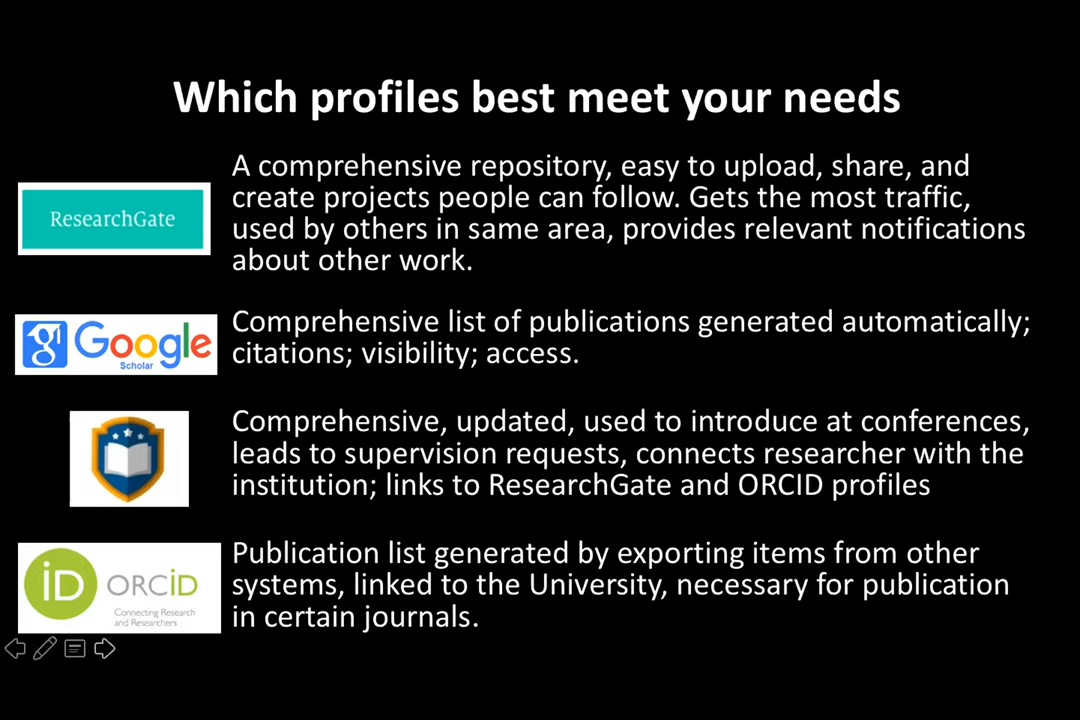 Which profiles best meet your needs
ResearchGate
A comprehensive repository, easy to upload, share, and
create projects people can follow. Gets the most traffic,
used by others in same area, provides relevant notifications
about other work.
g
Google
Scholar
Comprehensive list of publications generated automatically;
citations; visibility; access.
Comprehensive, updated, used to introduce at conferences,
leads to supervision requests, connects researcher with the
institution; links to ResearchGate and ORCID profiles
iD ORCID
Connecting Research
and Researchers
Publication list generated by exporting items from other
systems, linked to the University, necessary for publication
in certain journals.